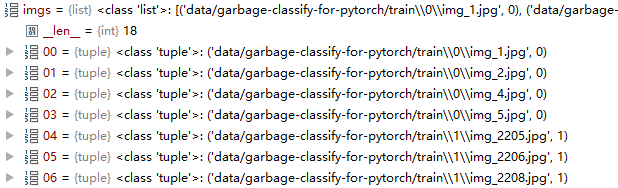 imgs = {list} <class 'list'>: [('data/garbage-classify-for-pytorch/train\\0\\img_1.jpg', 0), ('data/garbage-
__len__ = {int} 18
00 = {tuple} <class 'tuple'>: ('data/garbage-classify-for-pytorch/train\\0\\img_1.jpg', 0)
01 = {tuple} <class 'tuple'>: ('data/garbage-classify-for-pytorch/train\\0\\img_2.jpg', 0)
02 = {tuple} <class 'tuple'>: ('data/garbage-classify-for-pytorch/train\\0\\img_4.jpg', 0)
03 = {tuple} <class 'tuple'>: ('data/garbage-classify-for-pytorch/train\\0\\img_5.jpg', 0)
04 = {tuple} <class 'tuple'>: ('data/garbage-classify-for-pytorch/train\\1\\img_2205.jpg', 1)
05 = {tuple} <class 'tuple'>: ('data/garbage-classify-for-pytorch/train\\1\\img_2206.jpg', 1)
06 = {tuple} <class 'tuple'>: ('data/garbage-classify-for-pytorch/train\\1\\img_2208.jpg', 1)